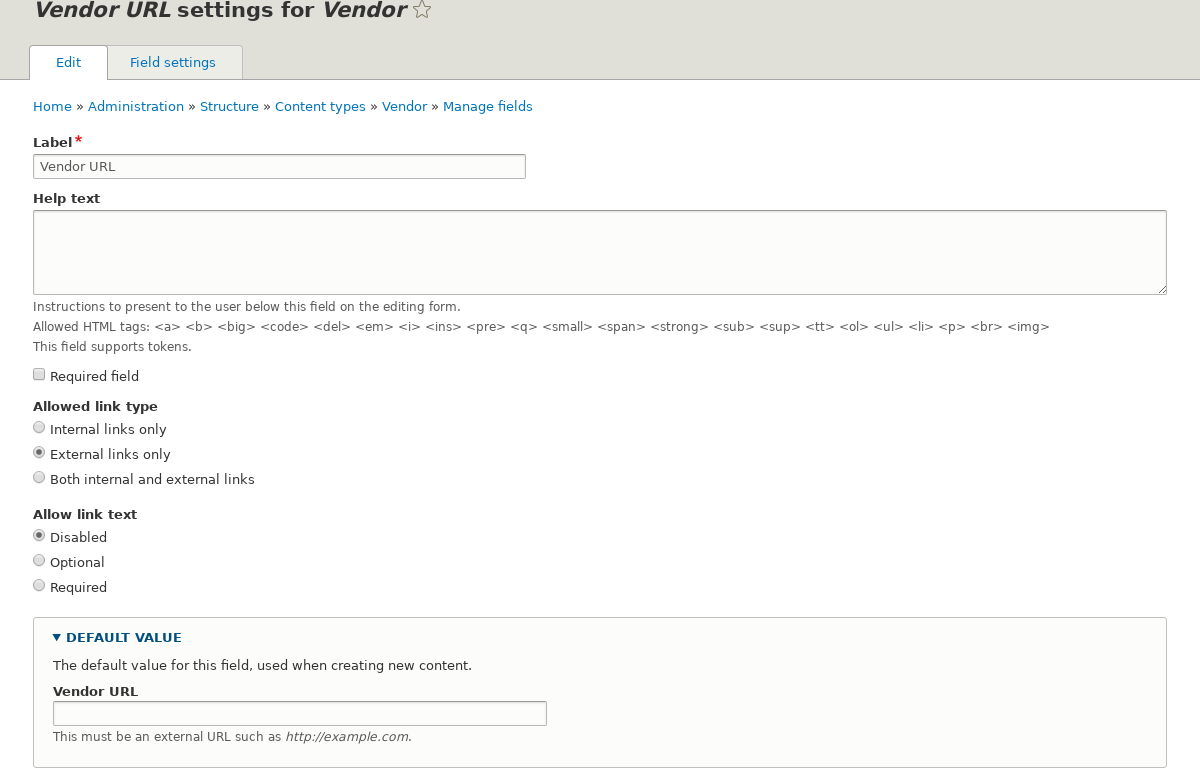 Vendor URL settings for Vendor
Edit
Field settings
Home » Administration » Structure » Content types » Vendor » Manage fields
Label*
Vendor URL
Help text
Instructions to present to the user below this field on the editing form.
Allowed HTML tags: <a> <b> <big> <code> <del> <em> <i> <ins> <pre> <q> <small> <span> <strong> <sub> <sup> <tt> <ol> <ul> <li> <p> <br> <img>
This field supports tokens.
Required field
Allowed link type
Internal links only
External links only
Both internal and external links
Allow link text
Disabled
Optional
Required
DEFAULT VALUE
The default value for this field, used when creating new content.
Vendor URL
This must be an external URL such as http://example.com.